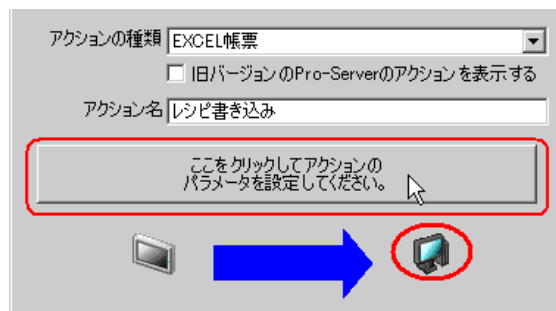 アクションの種類 EXCEL帳票
旧バージョンのPro-Serverのアクションを表示する
アクション名 レシピ書き込み
ここをクリックしてアクションの
パラメータを設定してください。